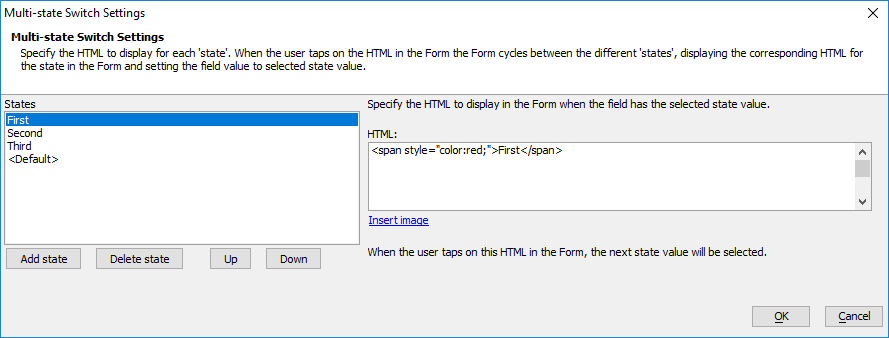 Multi-state Switch Settings
Multi-state Switch Settings
Specify the HTML to display for each 'state'. When the user taps on the HTML in the Form the Form cycles between the different 'states', displaying the corresponding HTML for
the state in the Form and setting the field value to selected state value.
States
First
Second
Third
<Default>
Add state
Delete state
Up
Down
Specify the HTML to display in the Form when the field has the selected state value.
HTML:
<span style="color:red;">First</span>
Insert image
When the user taps on this HTML in the Form, the next state value will be selected.
OK
Cancel